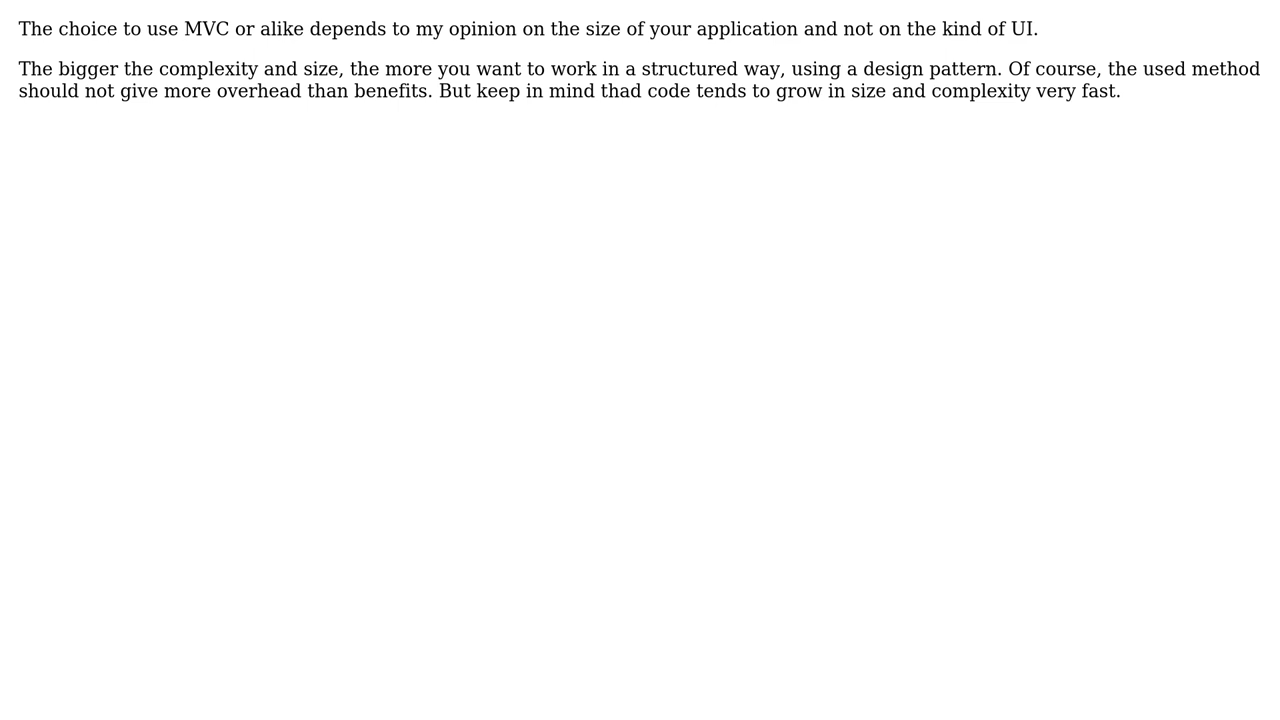 The choice to use MVC or alike depends to my opinion on the size of your application and not on the kind of UI.
The bigger the complexity and size, the more you want to work in a structured way, using a design pattern. Of course, the used method
should not give more overhead than benefits. But keep in mind thad code tends to grow in size and complexity very fast.